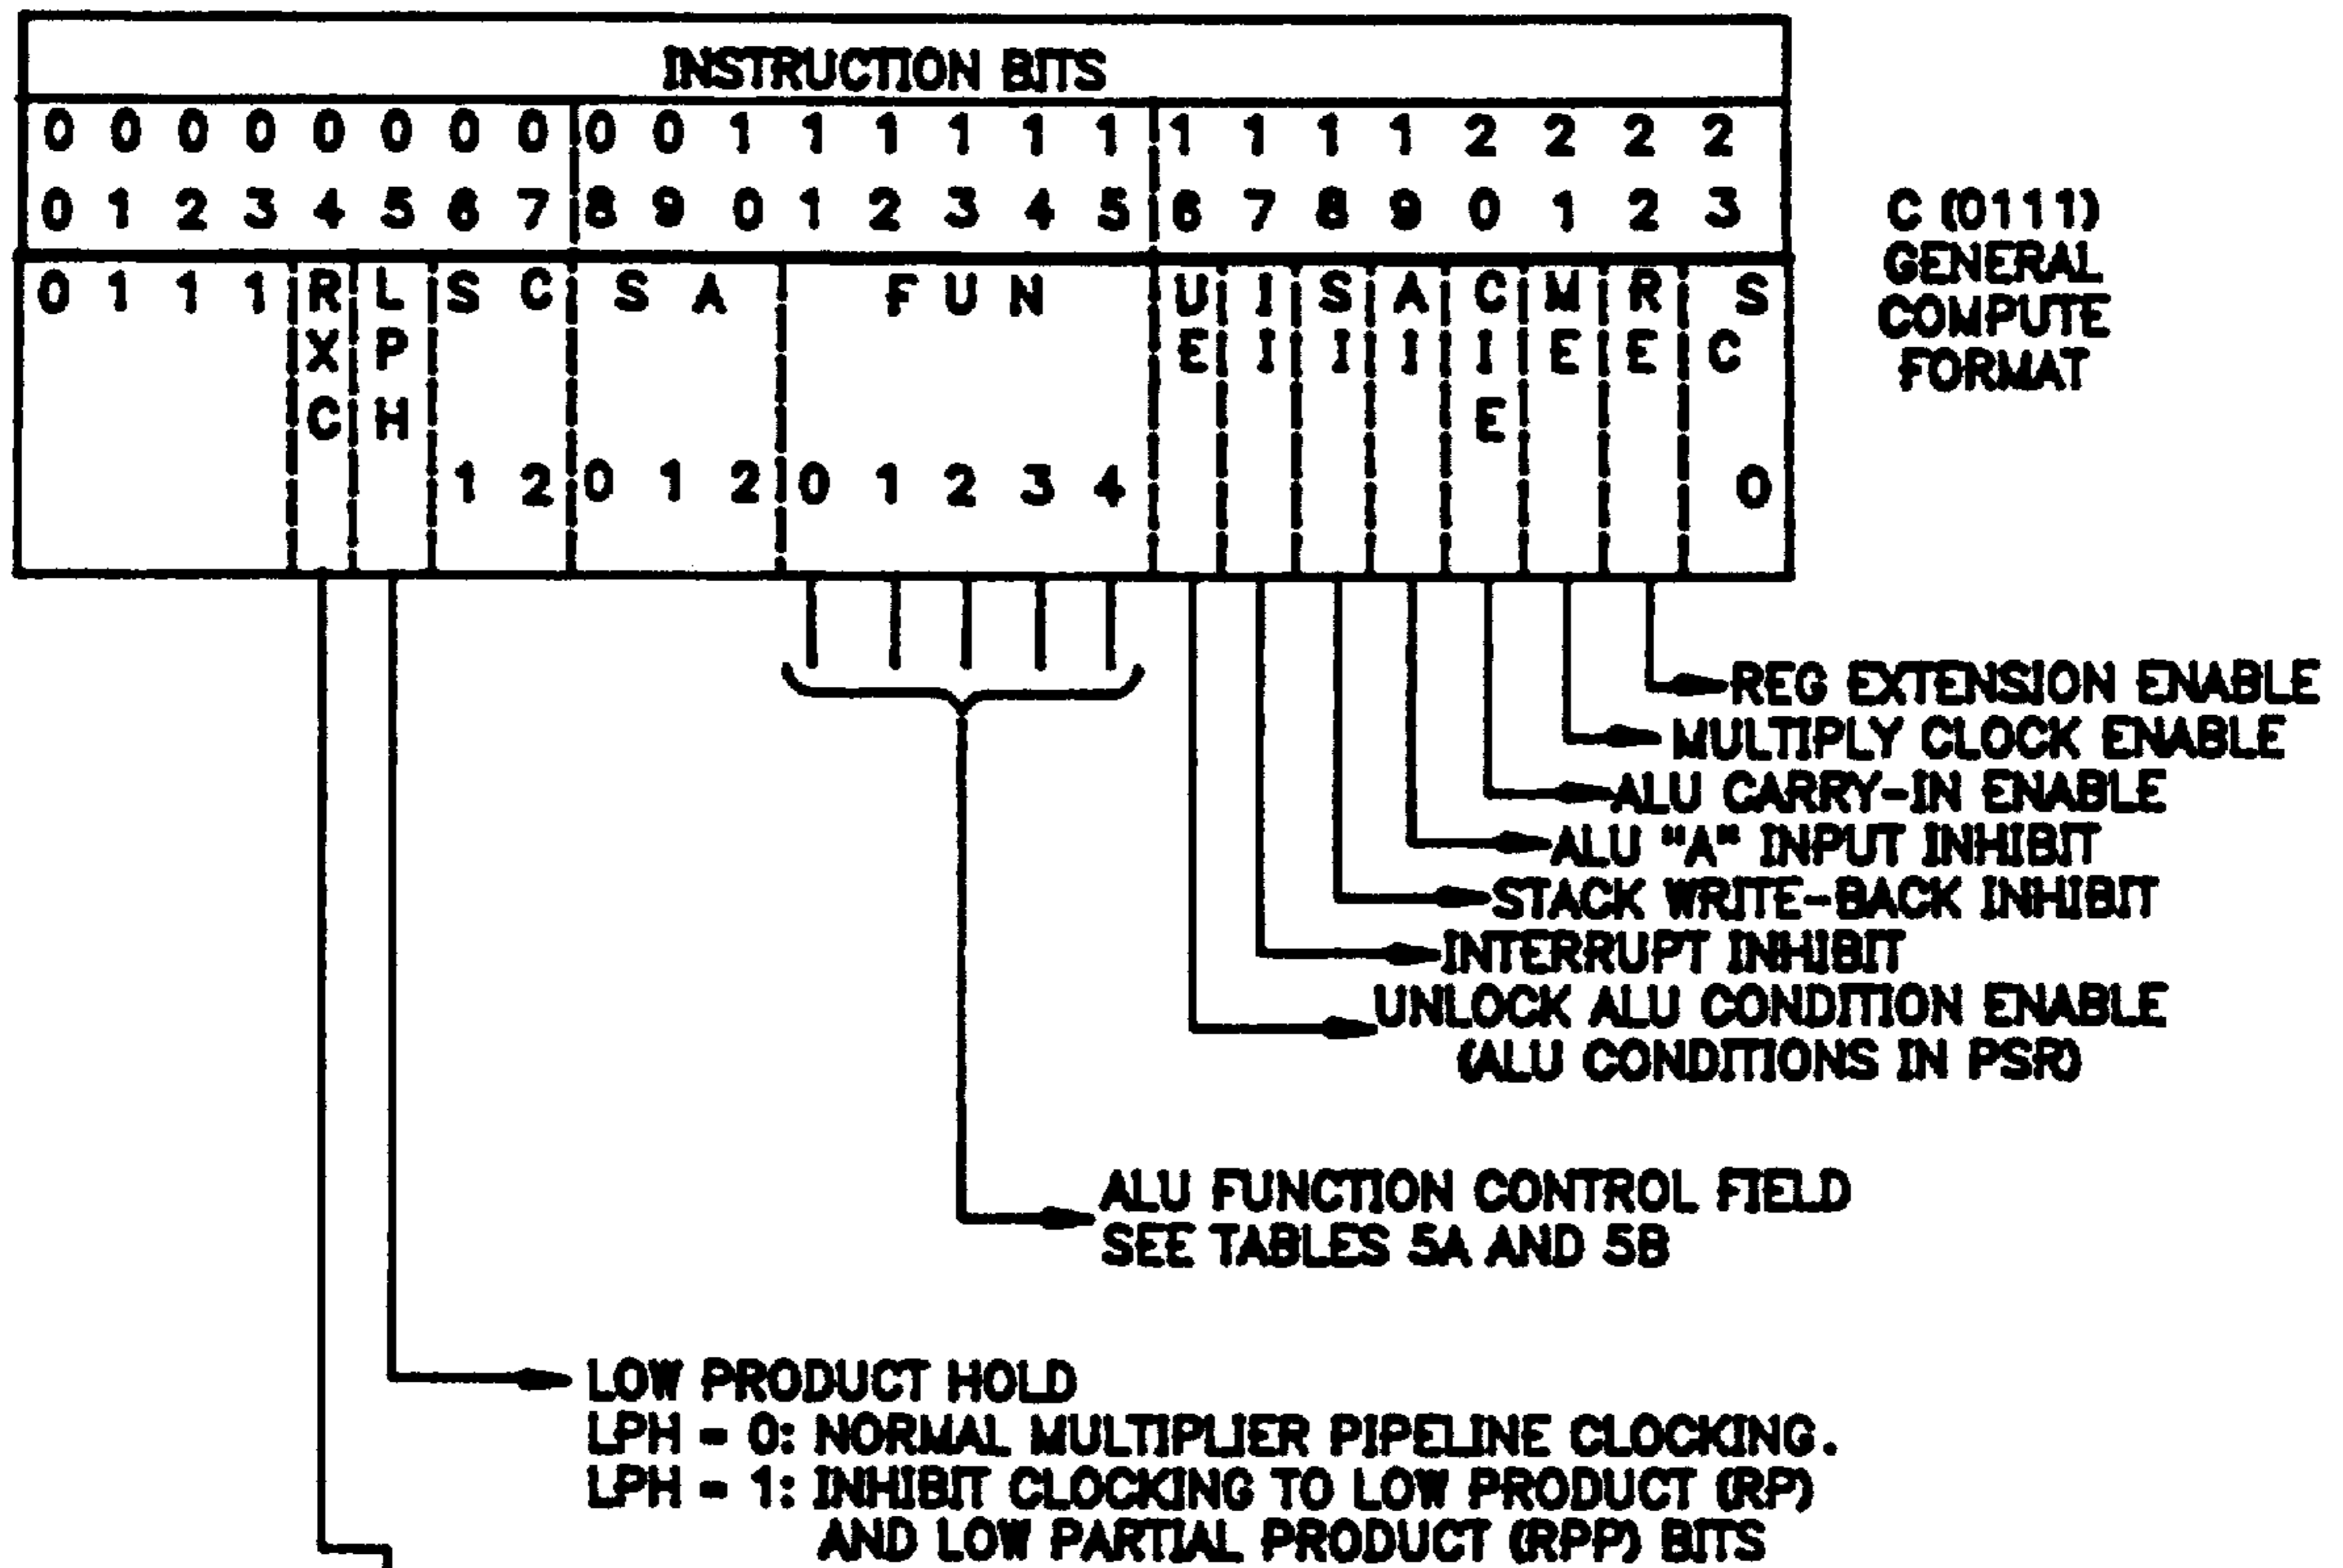 INSTRUCTION BITS
0 0 0 0 0 0 0 0 0 0 1 1 1 1 1 1 1 1 1 1 2 2 2 2
0 1 2 3 4 5 6 7 8 9 0 1 2 3 4 5 6 7 8 9 0 1 2 3
C (0111)
GENERAL
COMPUTE
FORMAT
0 1 1 1 R L S C S A F U N U I S A C M R S
X P E I I I I E E C
C H E
1 2 0 1 2 0 1 2 3 4 0
REG EXTENSION ENABLE
MULTIPLY CLOCK ENABLE
ALU CARRY-IN ENABLE
ALU "A" INPUT INHIBIT
STACK WRITE-BACK INHIBIT
INTERRUPT INHIBIT
UNLOCK ALU CONDITION ENABLE
(ALU CONDITIONS IN PSR)
ALU FUNCTION CONTROL FIELD
SEE TABLES 5A AND 5B
LOW PRODUCT HOLD
LPH = 0: NORMAL MULTIPLIER PIPELINE CLOCKING.
LPH = 1: INHIBIT CLOCKING TO LOW PRODUCT (RP)
AND LOW PARTIAL PRODUCT (RPP) BITS